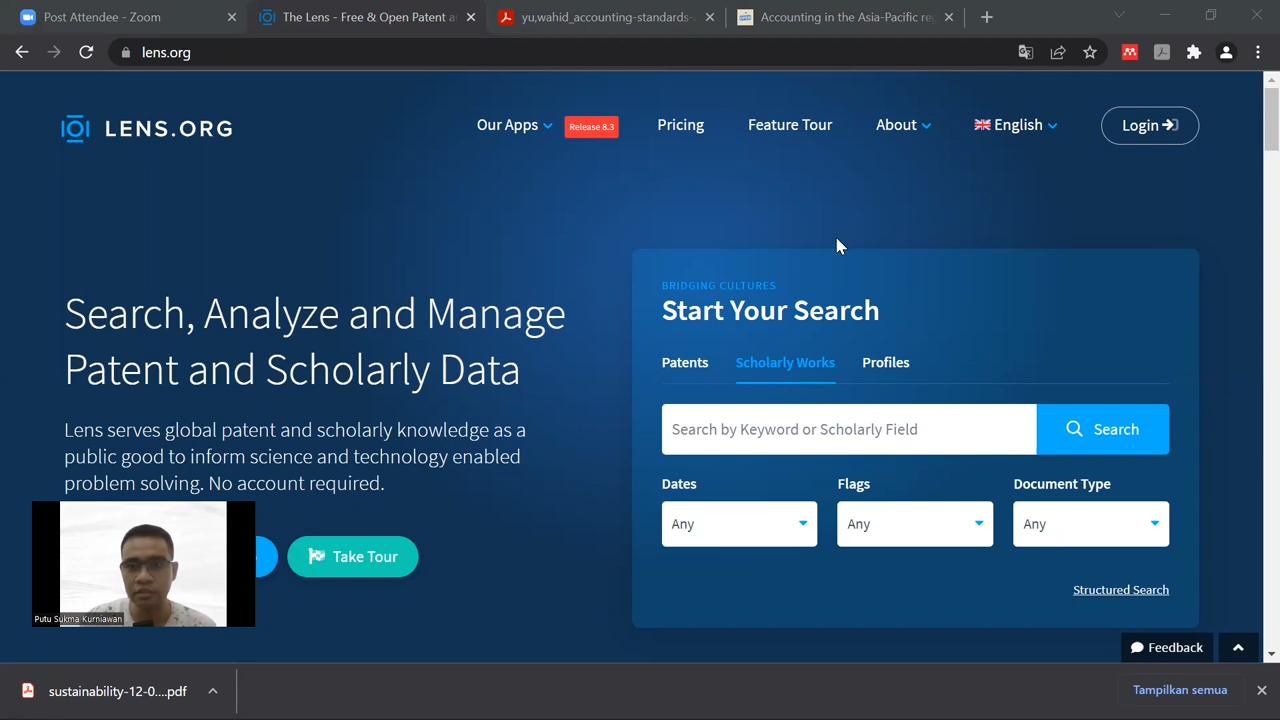 Post Attendee - Zoom
The Lens - Free & Open Patent a
yu,wahid_accounting-standards-
Accounting in the Asia-Pacific re
lens.org
LENS.ORG
Our Apps
Release 8.3
Pricing
Feature Tour
About
English
Login
Search, Analyze and Manage
Patent and Scholarly Data
Lens serves global patent and scholarly knowledge as a
public good to inform science and technology enabled
problem solving. No account required.
Take Tour
Putu Sukma Kurniawan
BRIDGING CULTURES
Start Your Search
Patents
Scholarly Works
Profiles
Search by Keyword or Scholarly Field
Search
Dates
Flags
Document Type
Any
Any
Any
Structured Search
Feedback
sustainability-12-0....pdf
Tampilkan semua